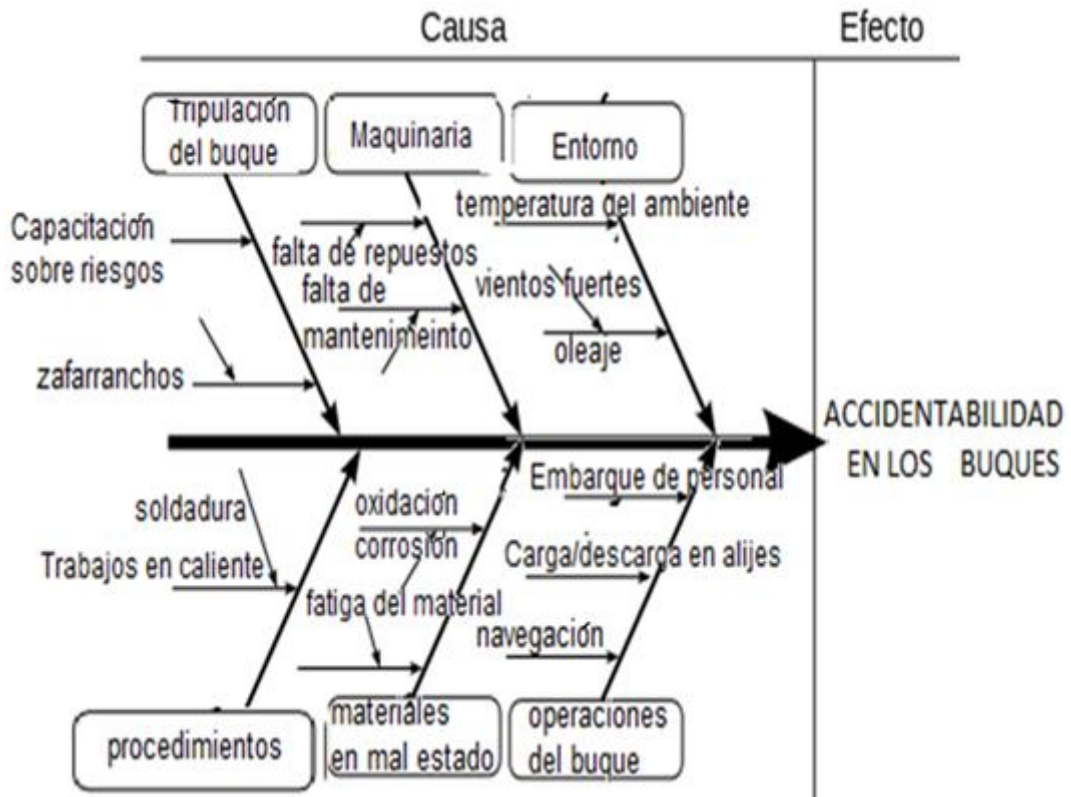 Causa
Efecto
Tripulación
del buque
Maquinaria
Entorno
Capacitación
sobre riesgos
zafarranchos
falta de repuestos
falta de
mantenimeinto
temperatura del ambiente
vientos fuertes
oleaje
ACCIDENTABILIDAD
EN LOS BUQUES
soldadura
Trabajos en caliente
oxidación
corrosión
fatiga del material
Embarque de personal
Carga/descarga en alijes
navegación
procedimientos
materiales
en mal estado
operaciones
del buque